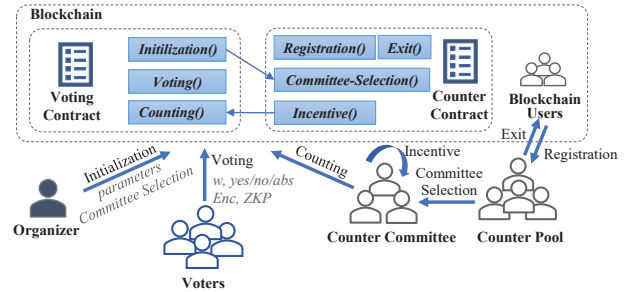 Blockchain
Voting
Contract
Initilization()
Voting()
Counting()
Registration()
Exit()
Committee-Selection()
Incentive()
Counter
Contract
Blockchain
Users
Exit
Registration
Initialization
parameters
Committee Selection
Organizer
Voting
w, yes/no/abs
Enc, ZKP
Voters
Counting
Incentive
Committee
Selection
Counter Committee
Counter Pool